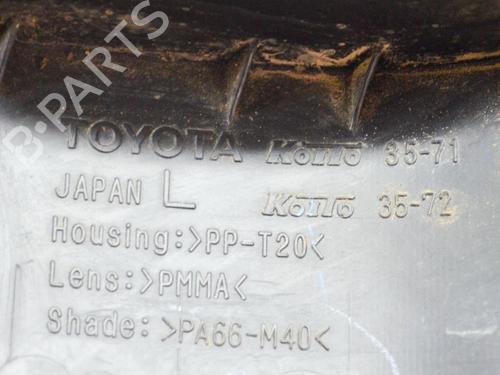 B-PARTS
TOYOTA KOITO 35-71
JAPAN L KOITO 35-72
Housing:>PP-T20<
Lens:>PMMA<
Shade:>PA66-M40<